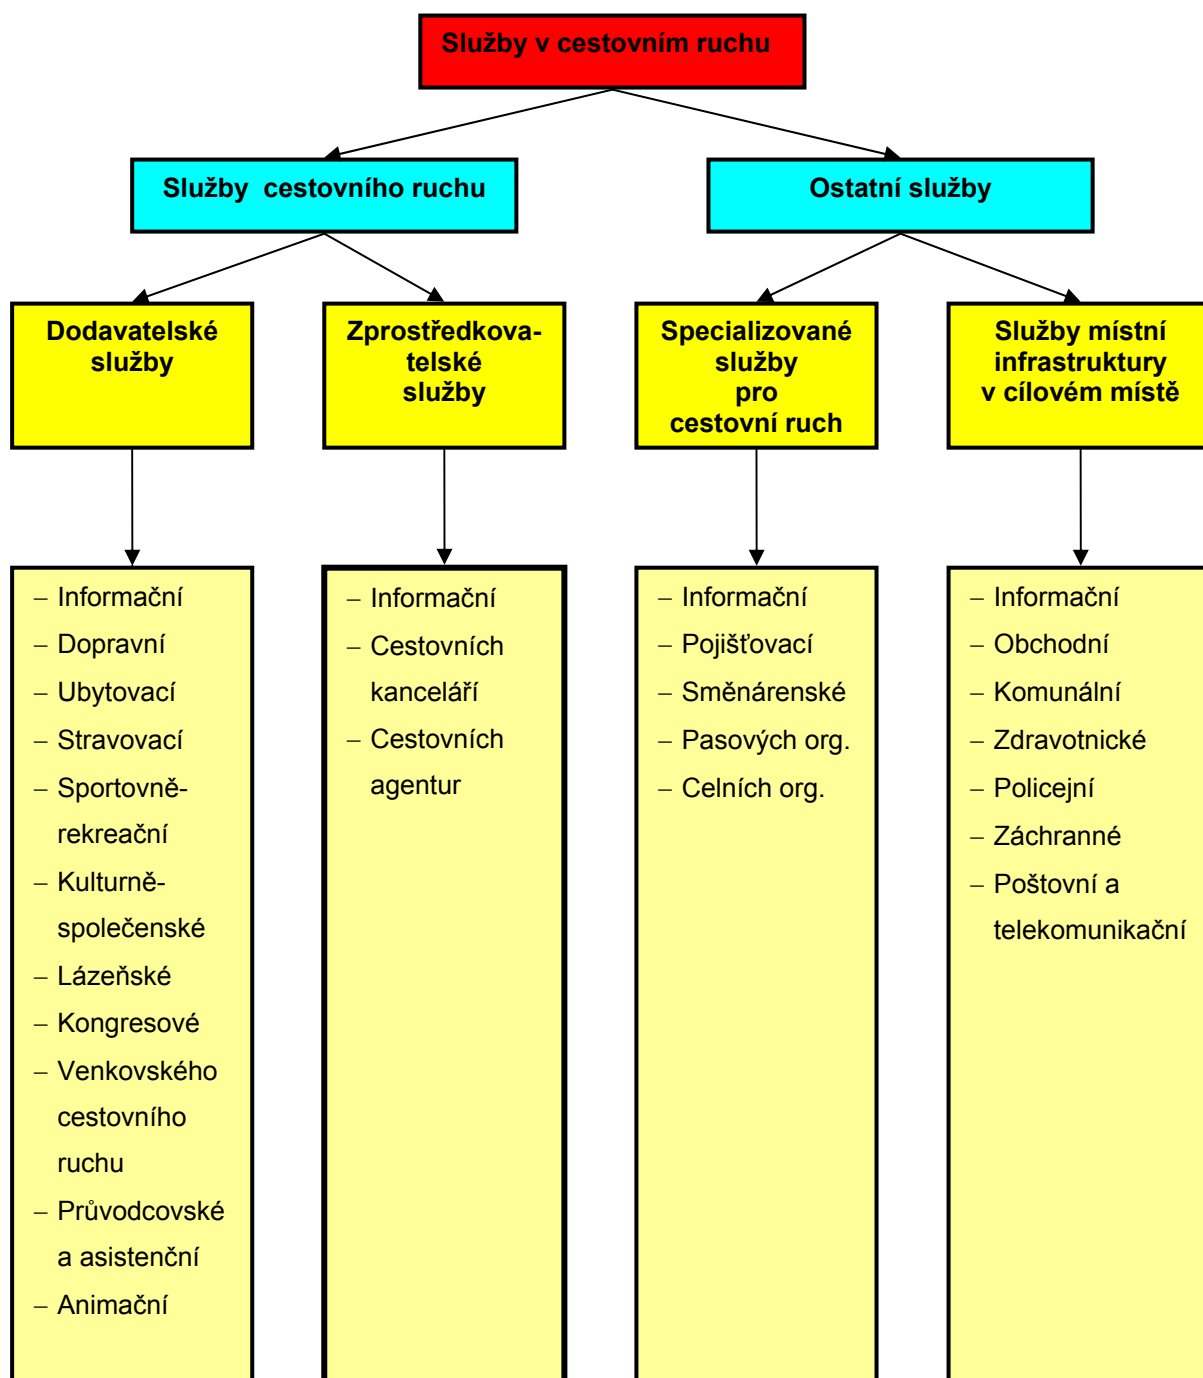 Služby v cestovním ruchu
Služby cestovního ruchu
Ostatní služby
Dodavatelské
služby
Zprostředkova-
telské
služby
Specializované
služby
pro
cestovní ruch
Služby místní
infrastruktury
v cílovém místě
– Informační
– Dopravní
– Ubytovací
– Stravovací
– Sportovně-
rekreační
– Kulturně-
společenské
– Lázeňské
– Kongresové
– Venkovského
cestovního
ruchu
– Průvodcovské
a asistenční
– Animační
– Informační
– Cestovních
kanceláří
– Cestovních
agentur
– Informační
– Pojišťovací
– Směnárenské
– Pasových org.
– Celních org.
– Informační
– Obchodní
– Komunální
– Zdravotnické
– Policejní
– Záchranné
– Poštovní a
telekomunikační